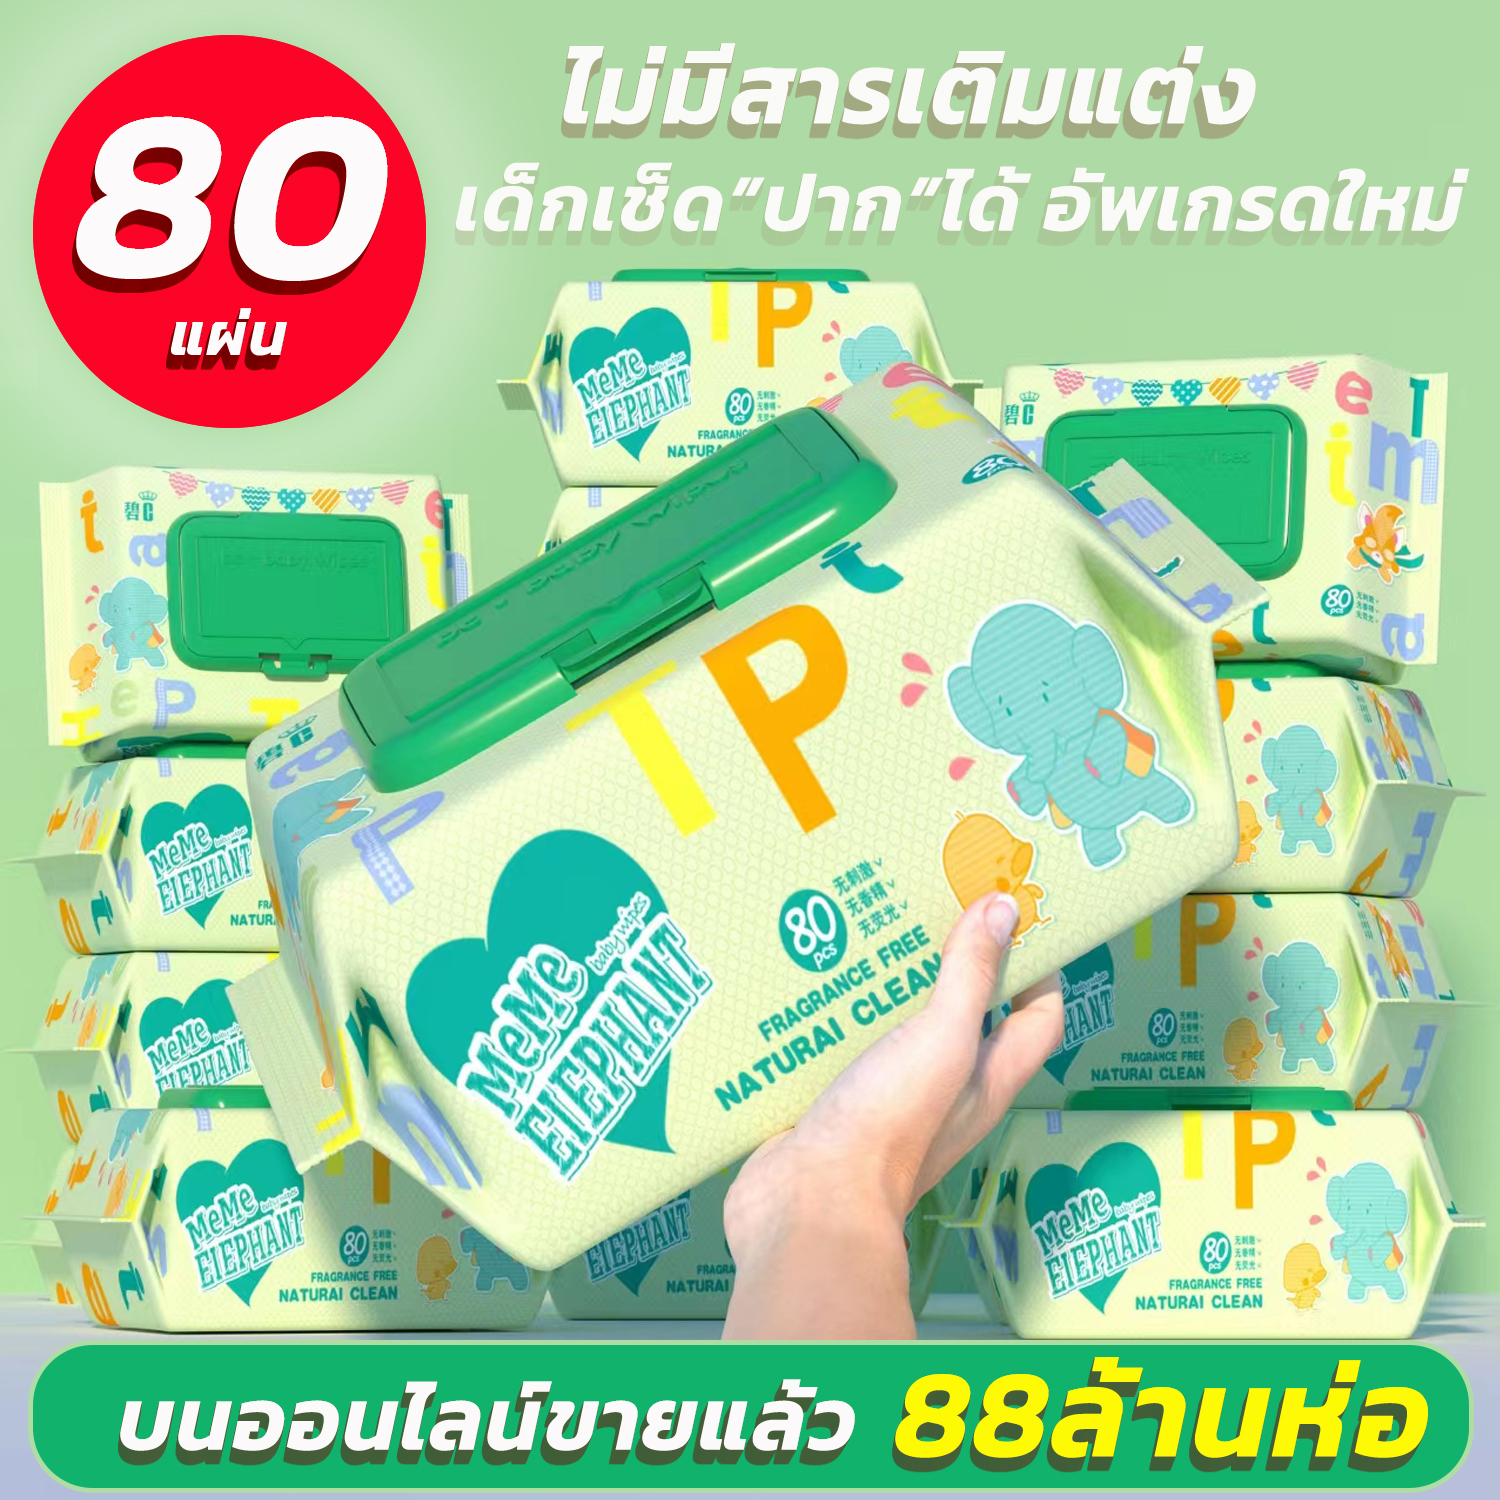 80
แผ่น
ไม่มีสารเติมแต่ง
เด็กเช็ด"ปาก"ได้ อัพเกรดใหม่
T P t
碧C
MeMe
baby wipes
ElEPHANT
80
pcs
无刺激
无香精
无荧光
FRAGRANCE FREE
NATURAl CLEAN
บนออนไลน์ขายแล้ว 88ล้านห่อ